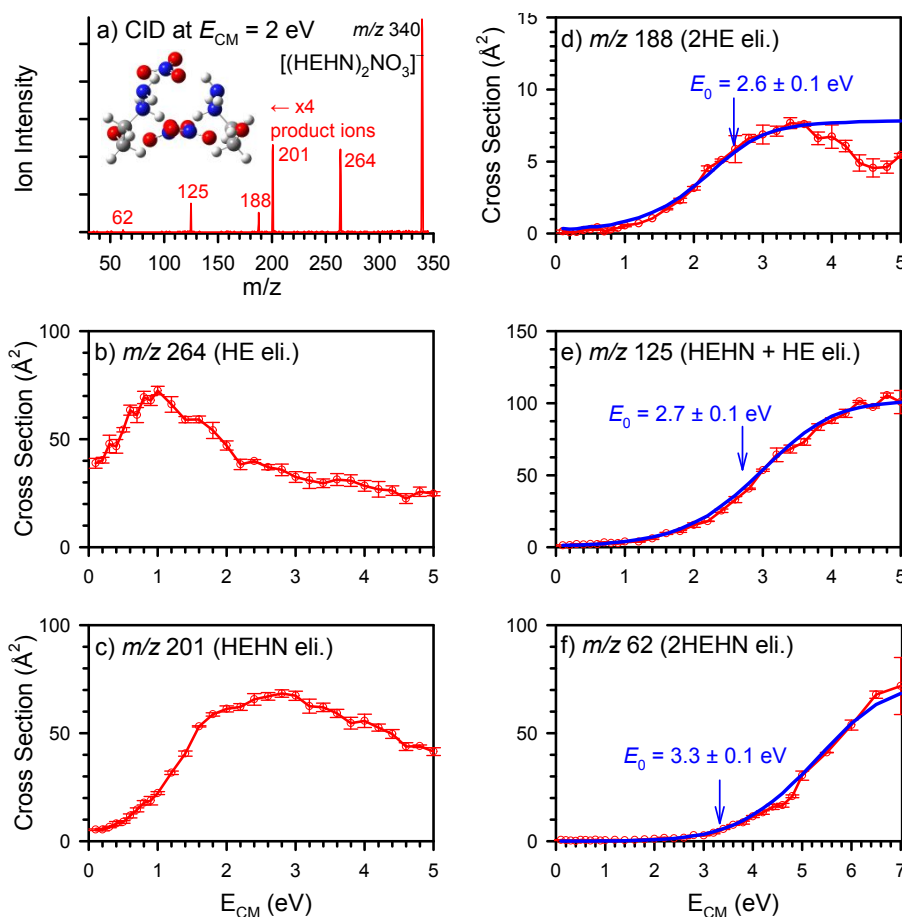 a) CID at E_CM = 2 eV
m/z 340
[(HEHN)₂NO₃]⁻
← x4
product ions
201
264
125
188
62
Ion Intensity
50 100 150 200 250 300 350
m/z
d) m/z 188 (2HE eli.)
E₀ = 2.6 ± 0.1 eV
Cross Section (Å²)
15
10
5
0
0 1 2 3 4 5
b) m/z 264 (HE eli.)
Cross Section (Å²)
100
50
0
0 1 2 3 4 5
e) m/z 125 (HEHN + HE eli.)
E₀ = 2.7 ± 0.1 eV
150
100
50
0
0 1 2 3 4 5
c) m/z 201 (HEHN eli.)
Cross Section (Å²)
100
50
0
0 1 2 3 4 5
E_CM (eV)
f) m/z 62 (2HEHN eli.)
E₀ = 3.3 ± 0.1 eV
100
50
0
0 1 2 3 4 5 6 7
E_CM (eV)